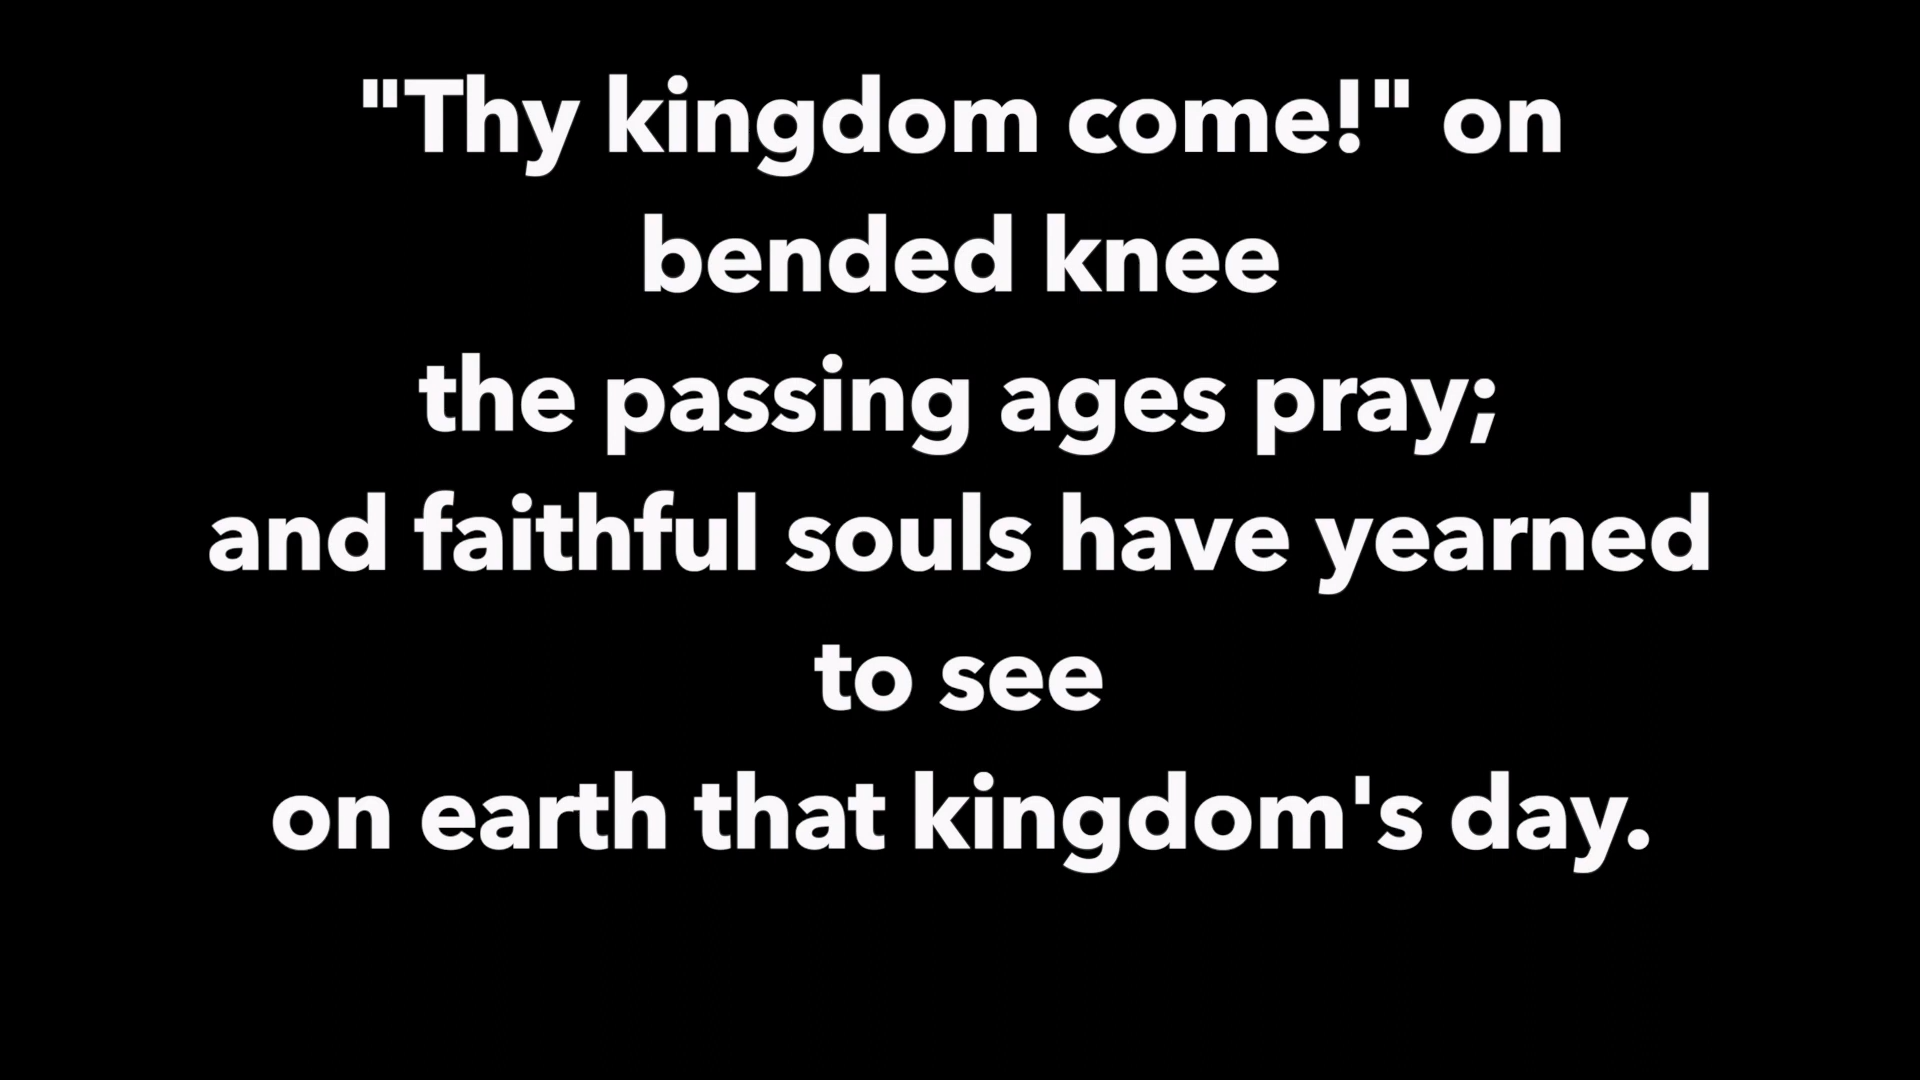 "Thy kingdom come!" on
bended knee
the passing ages pray;
and faithful souls have yearned
to see
on earth that kingdom's day.